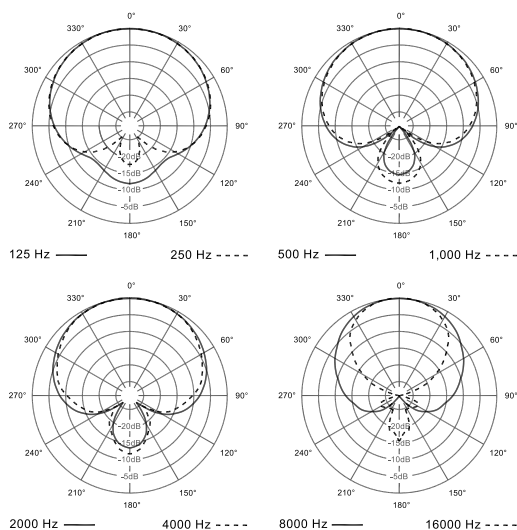 0° 0°
330° 30° 330° 30°
300° 60° 300° 60°
270° 90° 270° 90°
-20dB -20dB
-15dB -15dB
240° -10dB 120° 240° -10dB 120°
-5dB -5dB
210° 150° 210° 150°
180° 180°
125 Hz 250 Hz 500 Hz 1,000 Hz
0° 0°
330° 30° 330° 30°
300° 60° 300° 60°
270° 90° 270° 90°
-20dB -20dB
-15dB -15dB
240° -10dB 120° 240° -10dB 120°
-5dB -5dB
210° 150° 210° 150°
180° 180°
2000 Hz 4000 Hz 8000 Hz 16000 Hz